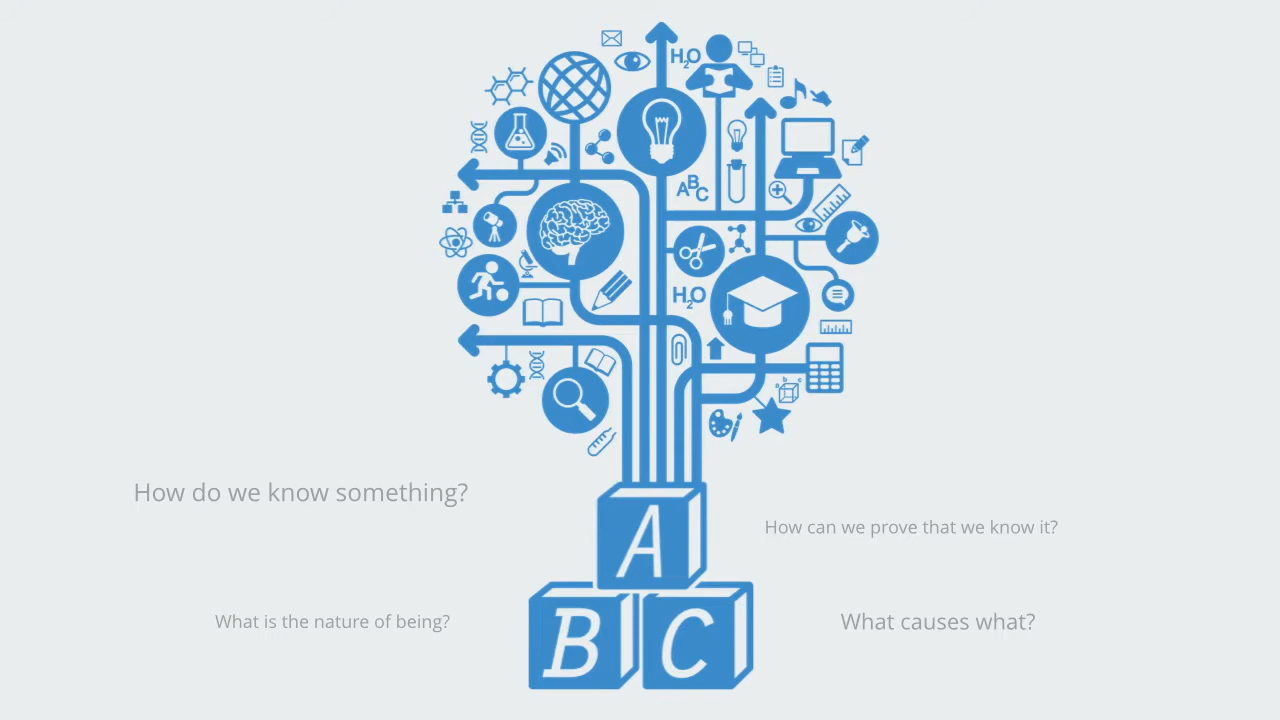 H2O
ABC
H2O
a b c
How do we know something?
How can we prove that we know it?
What is the nature of being?
What causes what?
A
B C